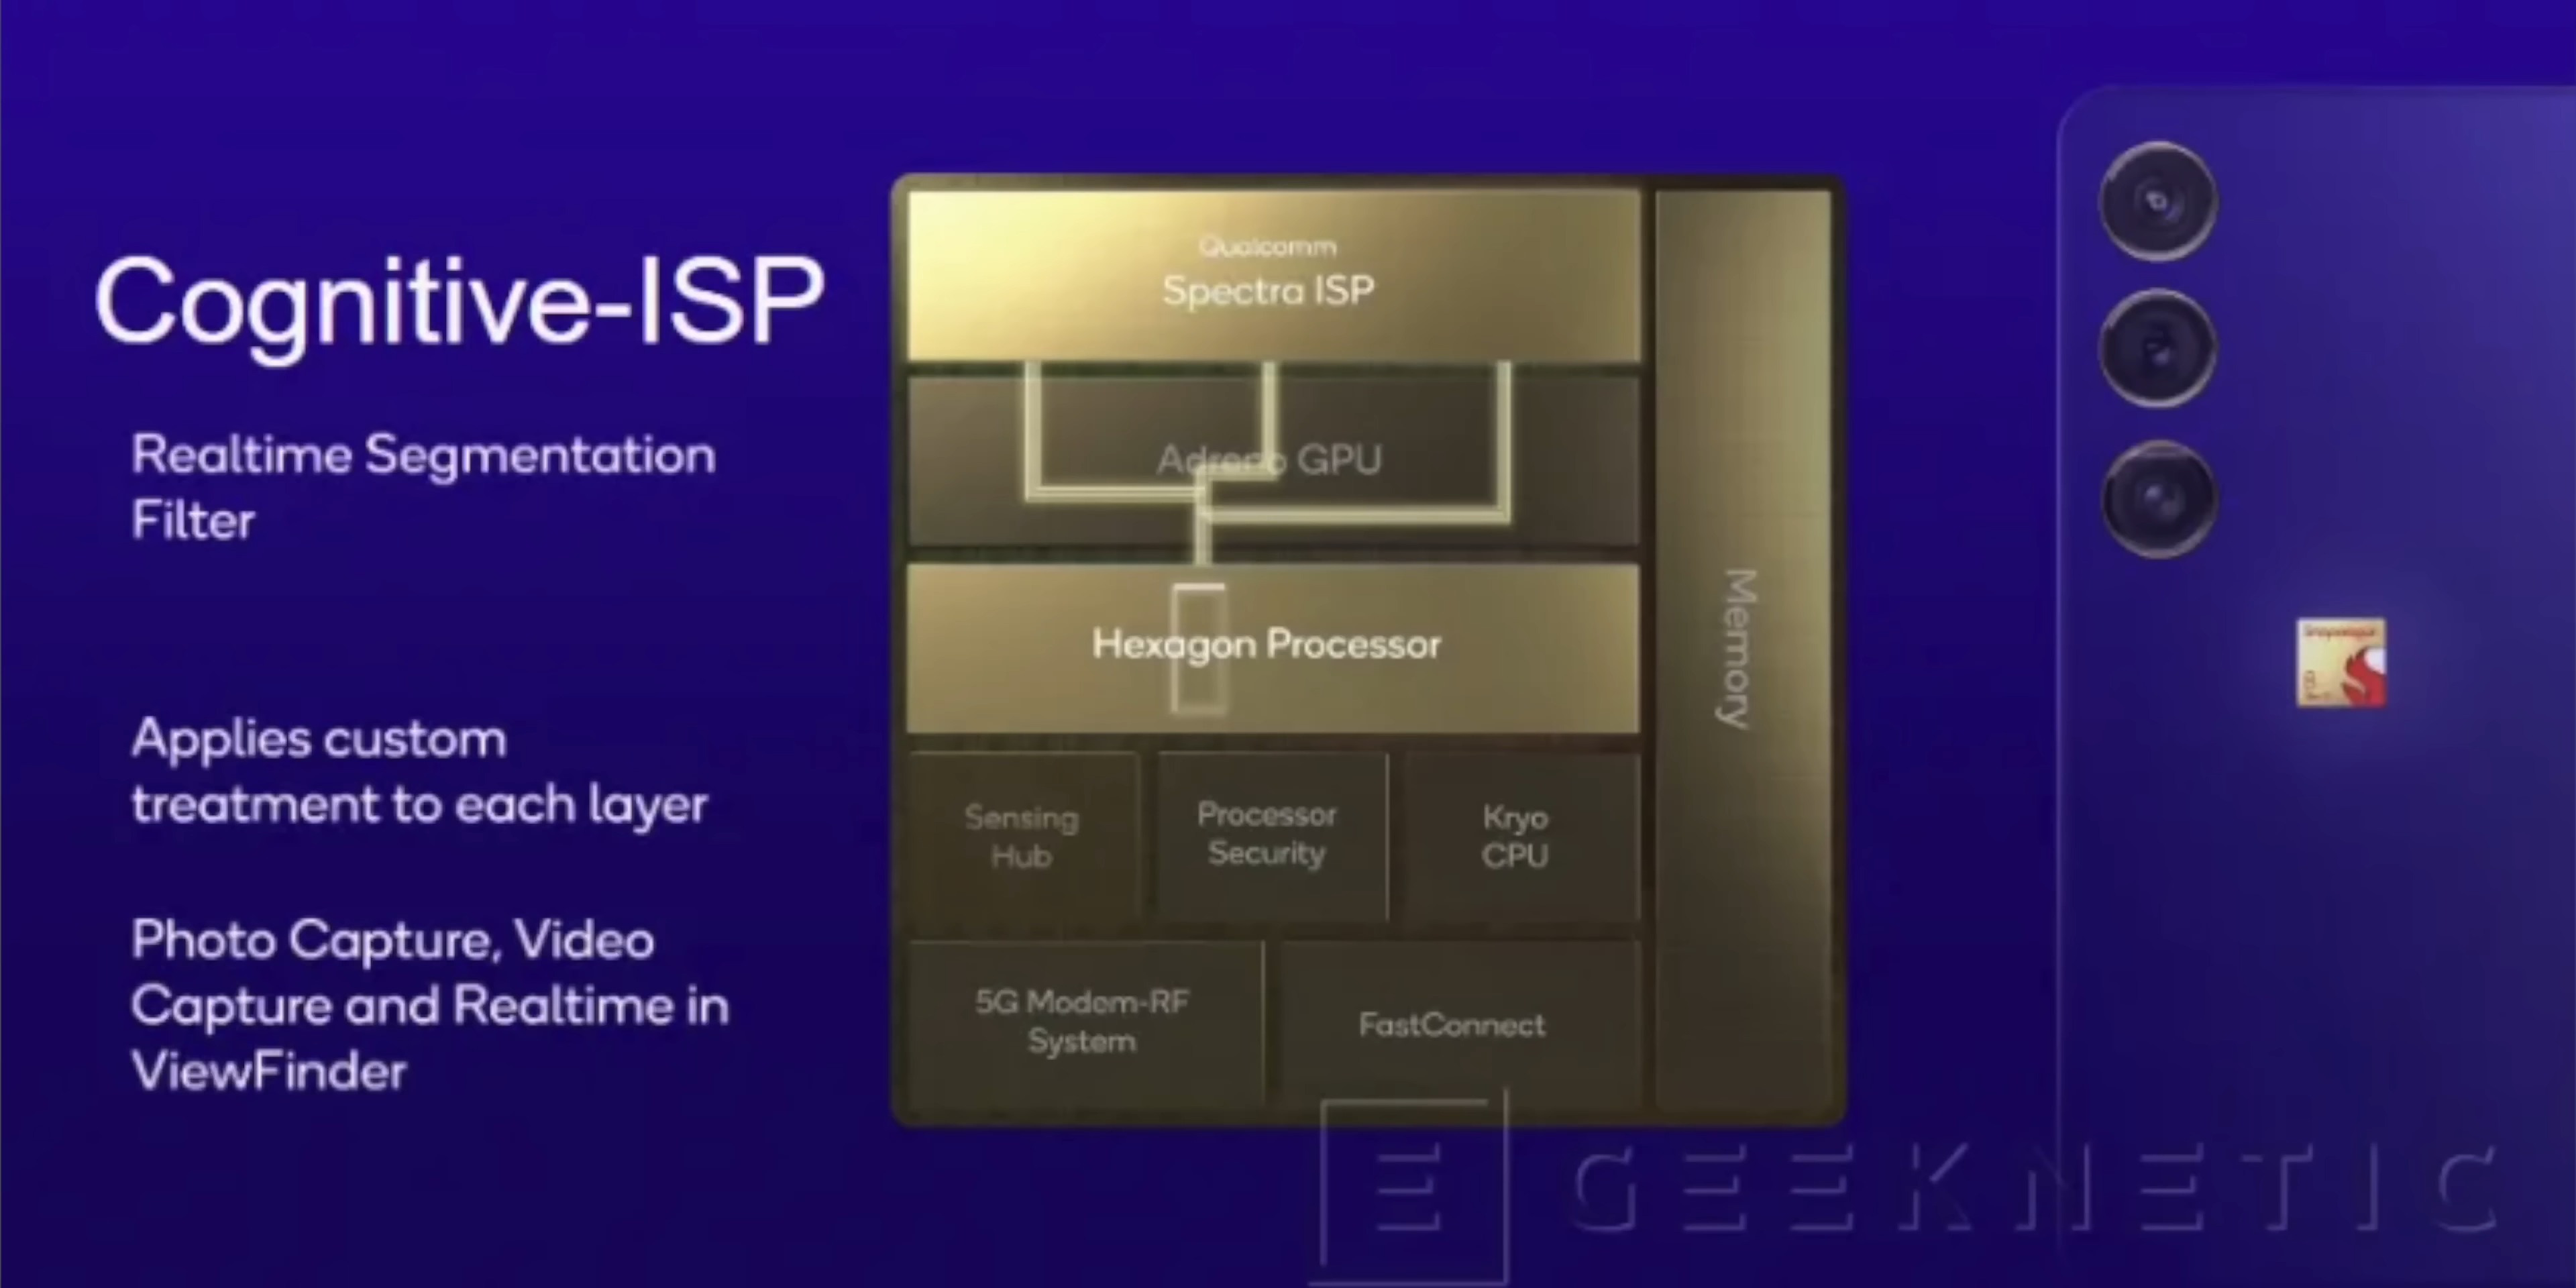 Cognitive-ISP
Realtime Segmentation
Filter
Applies custom
treatment to each layer
Photo Capture, Video
Capture and Realtime in
ViewFinder
Qualcomm
Spectra ISP
Adreno GPU
Hexagon Processor
Sensing
Hub
Processor
Security
Kryo
CPU
5G Modem-RF
System
FastConnect
Memory
Snapdragon
8
E GEEKNETIC